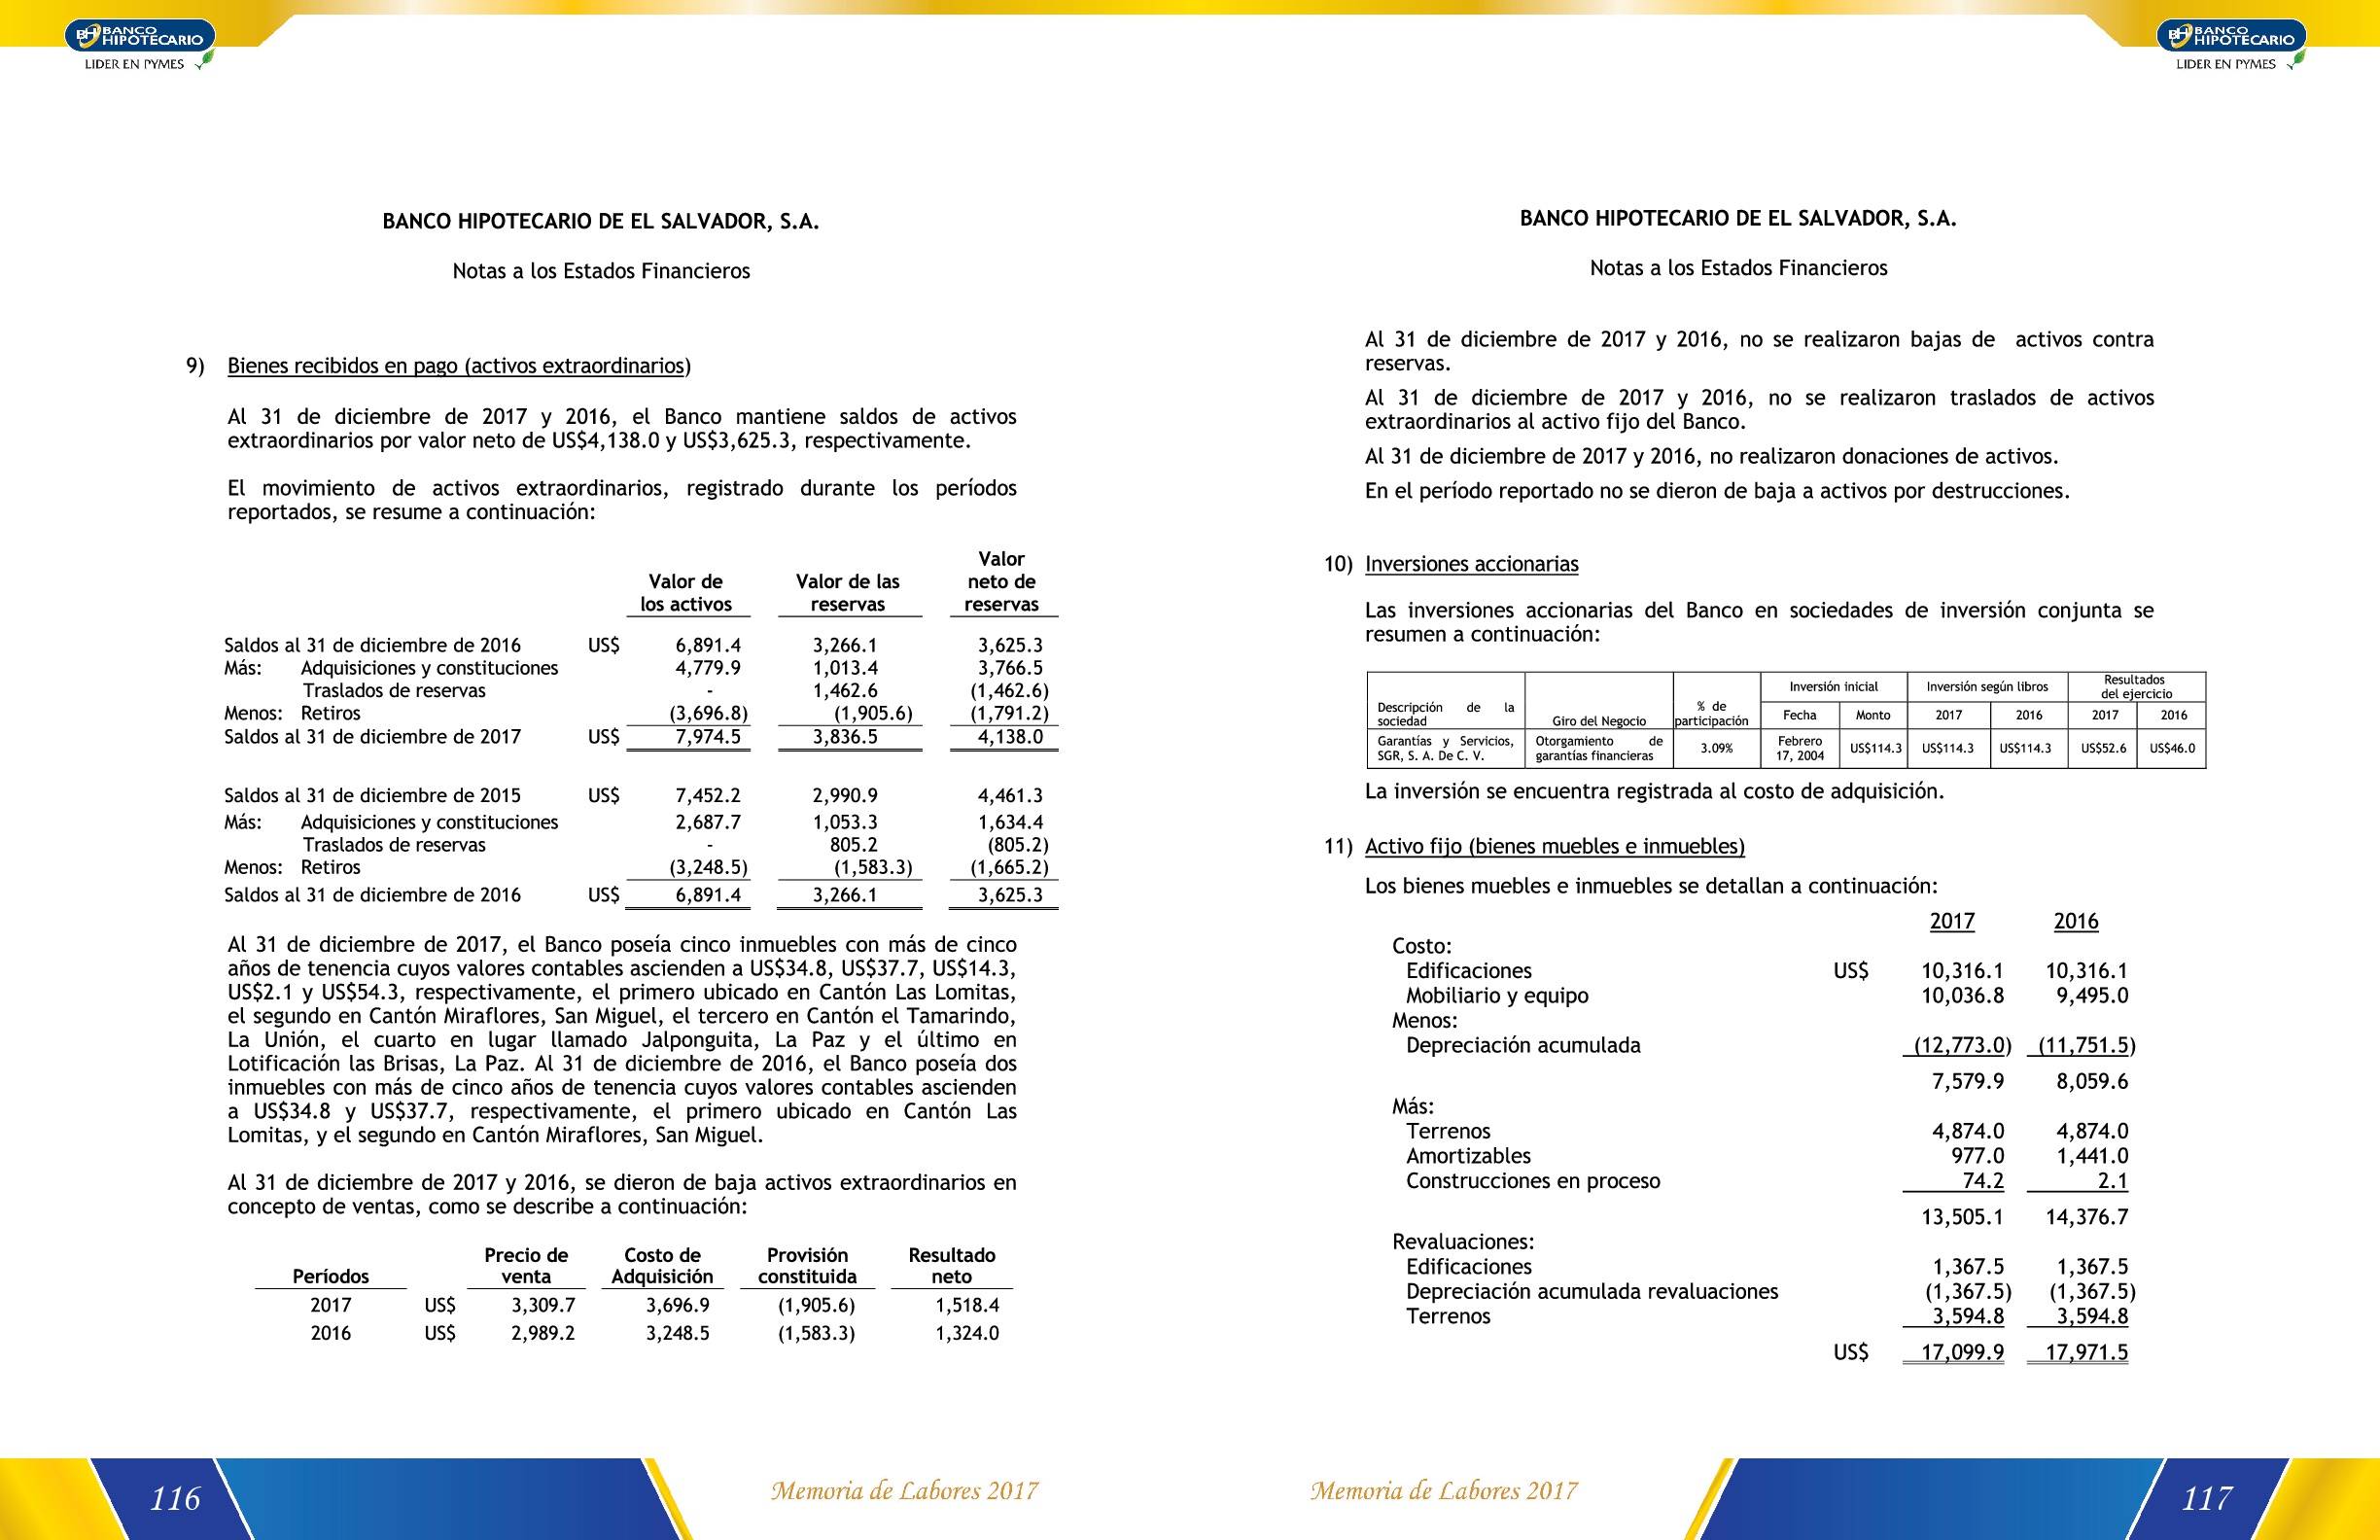 BH BANCO
HIPOTECARIO
LIDER EN PYMES
BANCO HIPOTECARIO DE EL SALVADOR, S.A.
Notas a los Estados Financieros
9) Bienes recibidos en pago (activos extraordinarios)
Al 31 de diciembre de 2017 y 2016, el Banco mantiene saldos de activos
extraordinarios por valor neto de US$4,138.0 y US$3,625.3, respectivamente.
El movimiento de activos extraordinarios, registrado durante los períodos
reportados, se resume a continuación:
Valor
Valor de Valor de las neto de
los activos reservas reservas
Saldos al 31 de diciembre de 2016 US$ 6,891.4 3,266.1 3,625.3
Más: Adquisiciones y constituciones 4,779.9 1,013.4 3,766.5
Traslados de reservas - 1,462.6 (1,462.6)
Menos: Retiros (3,696.8) (1,905.6) (1,791.2)
Saldos al 31 de diciembre de 2017 US$ 7,974.5 3,836.5 4,138.0
Saldos al 31 de diciembre de 2015 US$ 7,452.2 2,990.9 4,461.3
Más: Adquisiciones y constituciones 2,687.7 1,053.3 1,634.4
Traslados de reservas - 805.2 (805.2)
Menos: Retiros (3,248.5) (1,583.3) (1,665.2)
Saldos al 31 de diciembre de 2016 US$ 6,891.4 3,266.1 3,625.3
Al 31 de diciembre de 2017, el Banco poseía cinco inmuebles con más de cinco
años de tenencia cuyos valores contables ascienden a US$34.8, US$37.7, US$14.3,
US$2.1 y US$54.3, respectivamente, el primero ubicado en Cantón Las Lomitas,
el segundo en Cantón Miraflores, San Miguel, el tercero en Cantón el Tamarindo,
La Unión, el cuarto en lugar llamado Jalponguita, La Paz y el último en
Lotificación las Brisas, La Paz. Al 31 de diciembre de 2016, el Banco poseía dos
inmuebles con más de cinco años de tenencia cuyos valores contables ascienden
a US$34.8 y US$37.7, respectivamente, el primero ubicado en Cantón Las
Lomitas, y el segundo en Cantón Miraflores, San Miguel.
Al 31 de diciembre de 2017 y 2016, se dieron de baja activos extraordinarios en
concepto de ventas, como se describe a continuación:
Precio de Costo de Provisión Resultado
Períodos venta Adquisición constituida neto
2017 US$ 3,309.7 3,696.9 (1,905.6) 1,518.4
2016 US$ 2,989.2 3,248.5 (1,583.3) 1,324.0
116
Memoria de Labores 2017
BH BANCO
HIPOTECARIO
LIDER EN PYMES
BANCO HIPOTECARIO DE EL SALVADOR, S.A.
Notas a los Estados Financieros
Al 31 de diciembre de 2017 y 2016, no se realizaron bajas de activos contra
reservas.
Al 31 de diciembre de 2017 y 2016, no se realizaron traslados de activos
extraordinarios al activo fijo del Banco.
Al 31 de diciembre de 2017 y 2016, no realizaron donaciones de activos.
En el período reportado no se dieron de baja a activos por destrucciones.
10) Inversiones accionarias
Las inversiones accionarias del Banco en sociedades de inversión conjunta se
resumen a continuación:
Inversión inicial Inversión según libros Resultados
del ejercicio
Descripción de la % de
sociedad Giro del Negocio participación Fecha Monto 2017 2016 2017 2016
Garantías y Servicios, Otorgamiento de Febrero
SGR, S. A. De C. V. garantías financieras 3.09% 17, 2004 US$114.3 US$114.3 US$114.3 US$52.6 US$46.0
La inversión se encuentra registrada al costo de adquisición.
11) Activo fijo (bienes muebles e inmuebles)
Los bienes muebles e inmuebles se detallan a continuación:
2017 2016
Costo:
Edificaciones US$ 10,316.1 10,316.1
Mobiliario y equipo 10,036.8 9,495.0
Menos:
Depreciación acumulada (12,773.0) (11,751.5)
7,579.9 8,059.6
Más:
Terrenos 4,874.0 4,874.0
Amortizables 977.0 1,441.0
Construcciones en proceso 74.2 2.1
13,505.1 14,376.7
Revaluaciones:
Edificaciones 1,367.5 1,367.5
Depreciación acumulada revaluaciones (1,367.5) (1,367.5)
Terrenos 3,594.8 3,594.8
US$ 17,099.9 17,971.5
Memoria de Labores 2017
117